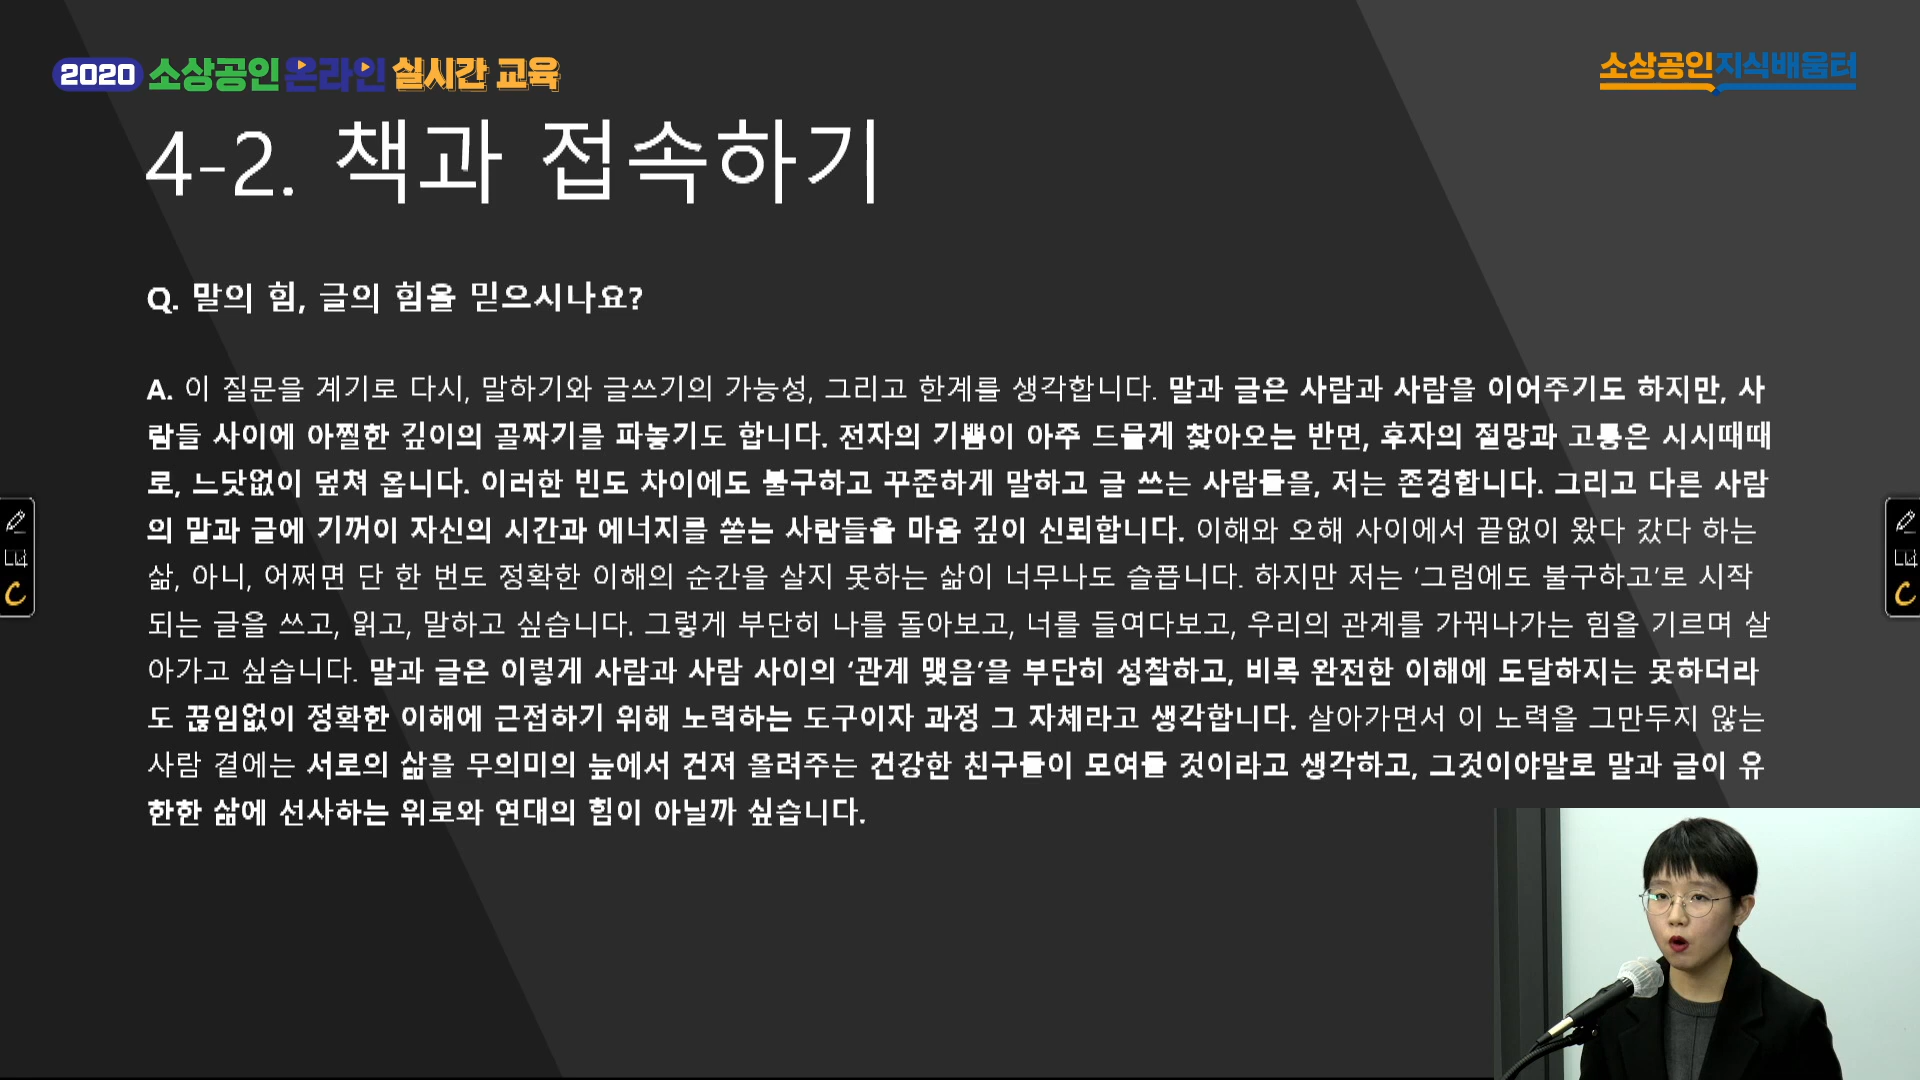 2020 소상공인 온라인 실시간 교육
소상공인지식배움터
4-2. 책과 접속하기
Q. 말의 힘, 글의 힘을 믿으시나요?
A. 이 질문을 계기로 다시, 말하기와 글쓰기의 가능성, 그리고 한계를 생각합니다. 말과 글은 사람과 사람을 이어주기도 하지만, 사
람들 사이에 아찔한 깊이의 골짜기를 파놓기도 합니다. 전자의 기쁨이 아주 드물게 찾아오는 반면, 후자의 절망과 고통은 시시때때
로, 느닷없이 덮쳐 옵니다. 이러한 빈도 차이에도 불구하고 꾸준하게 말하고 글 쓰는 사람들을, 저는 존경합니다. 그리고 다른 사람
의 말과 글에 기꺼이 자신의 시간과 에너지를 쏟는 사람들을 마음 깊이 신뢰합니다. 이해와 오해 사이에서 끝없이 왔다 갔다 하는
삶, 아니, 어쩌면 단 한 번도 정확한 이해의 순간을 살지 못하는 삶이 너무나도 슬픕니다. 하지만 저는 ‘그럼에도 불구하고’로 시작
되는 글을 쓰고, 읽고, 말하고 싶습니다. 그렇게 부단히 나를 돌아보고, 너를 들여다보고, 우리의 관계를 가꿔나가는 힘을 기르며 살
아가고 싶습니다. 말과 글은 이렇게 사람과 사람 사이의 ‘관계 맺음’을 부단히 성찰하고, 비록 완전한 이해에 도달하지는 못하더라
도 끊임없이 정확한 이해에 근접하기 위해 노력하는 도구이자 과정 그 자체라고 생각합니다. 살아가면서 이 노력을 그만두지 않는
사람 곁에는 서로의 삶을 무의미의 늪에서 건져 올려주는 건강한 친구들이 모여들 것이라고 생각하고, 그것이야말로 말과 글이 유
한한 삶에 선사하는 위로와 연대의 힘이 아닐까 싶습니다.